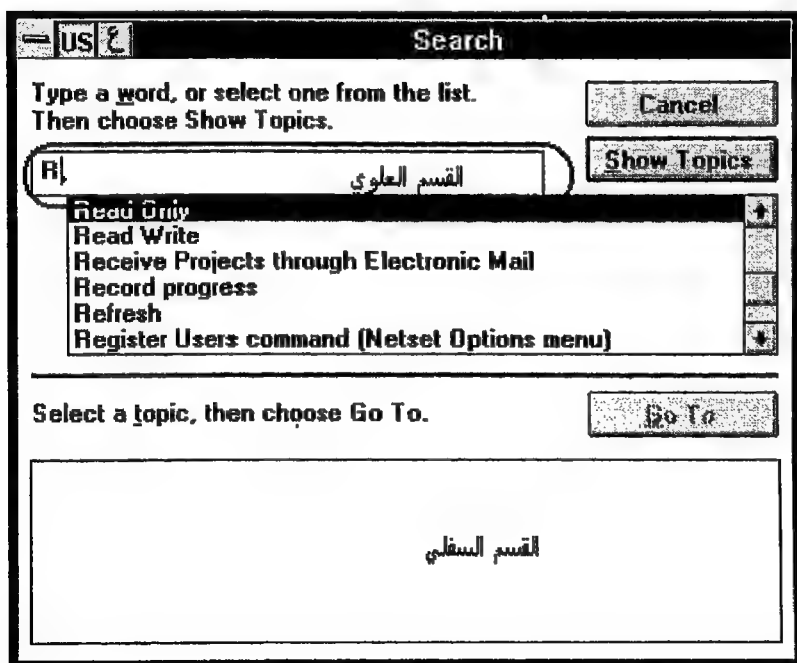 US ع Search
Type a word, or select one from the list.
Then choose Show Topics.
Cancel
Show Topics
R
القسم العلوي
Read Only
Read Write
Receive Projects through Electronic Mail
Record progress
Refresh
Register Users command (Netset Options menu)
Select a topic, then choose Go To.
Go To
القسم السفلي